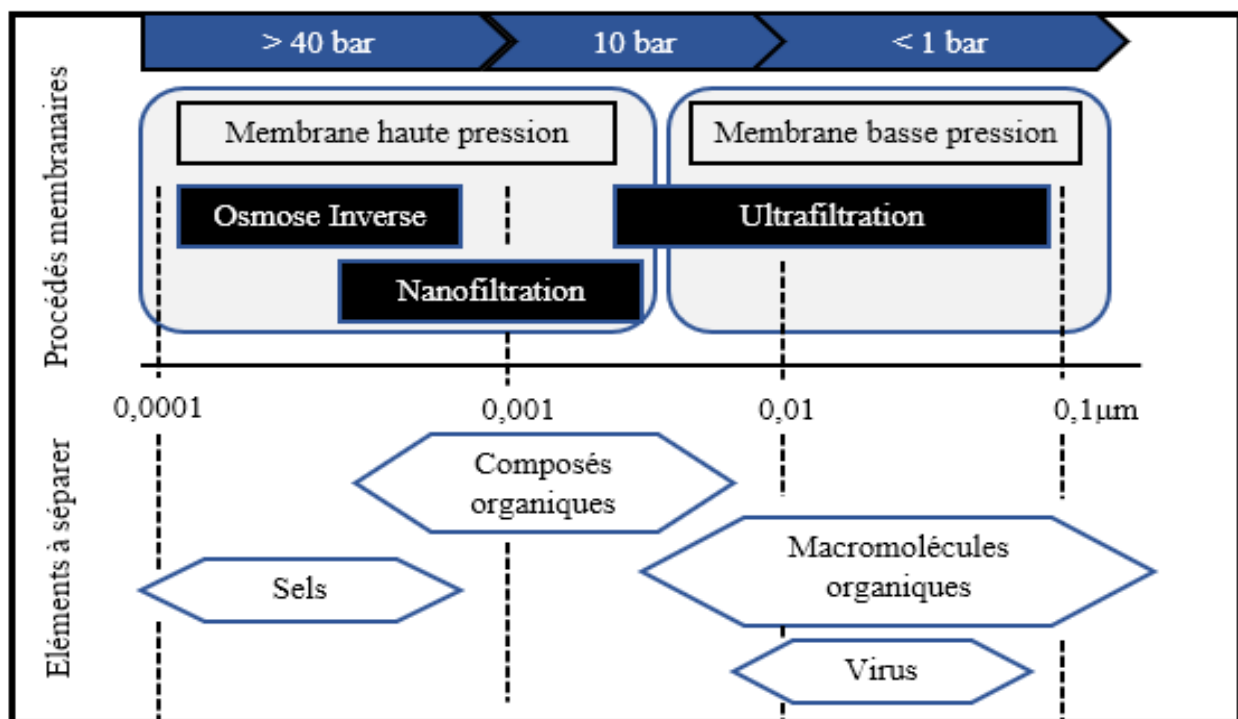 > 40 bar
10 bar
< 1 bar
Procédés membranaires
Membrane haute pression
Membrane basse pression
Osmose Inverse
Ultrafiltration
Nanofiltration
0,0001
0,001
0,01
0,1µm
Eléments à séparer
Composés
organiques
Macromolécules
organiques
Sels
Virus